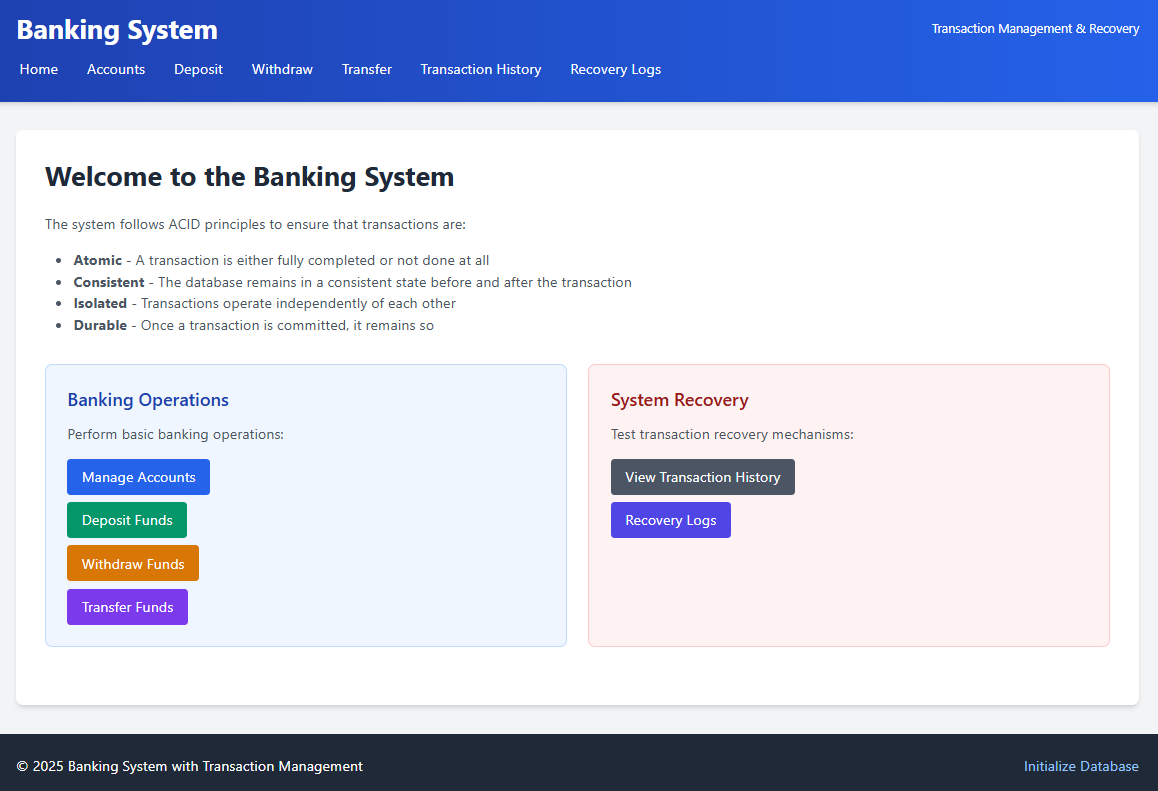 Banking System
Transaction Management & Recovery
Home Accounts Deposit Withdraw Transfer Transaction History Recovery Logs
Welcome to the Banking System
The system follows ACID principles to ensure that transactions are:
Atomic - A transaction is either fully completed or not done at all
Consistent - The database remains in a consistent state before and after the transaction
Isolated - Transactions operate independently of each other
Durable - Once a transaction is committed, it remains so
Banking Operations
Perform basic banking operations:
Manage Accounts
Deposit Funds
Withdraw Funds
Transfer Funds
System Recovery
Test transaction recovery mechanisms:
View Transaction History
Recovery Logs
© 2025 Banking System with Transaction Management
Initialize Database